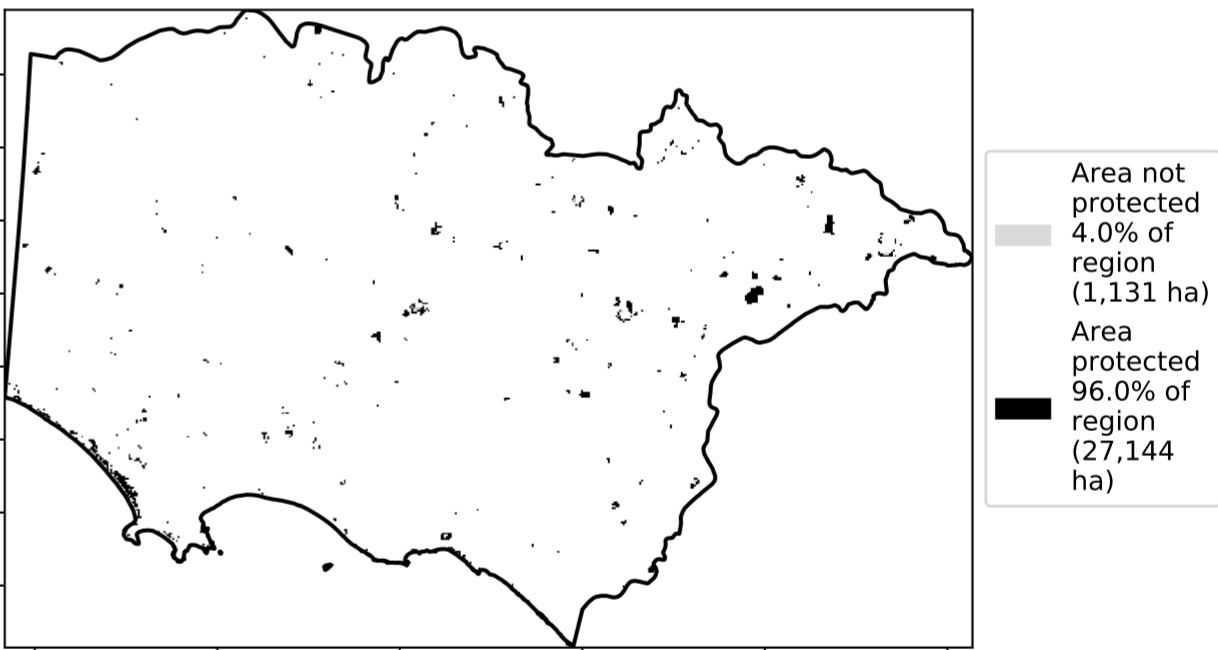 Area not
protected
4.0% of
region
(1,131 ha)
Area
protected
96.0% of
region
(27,144
ha)